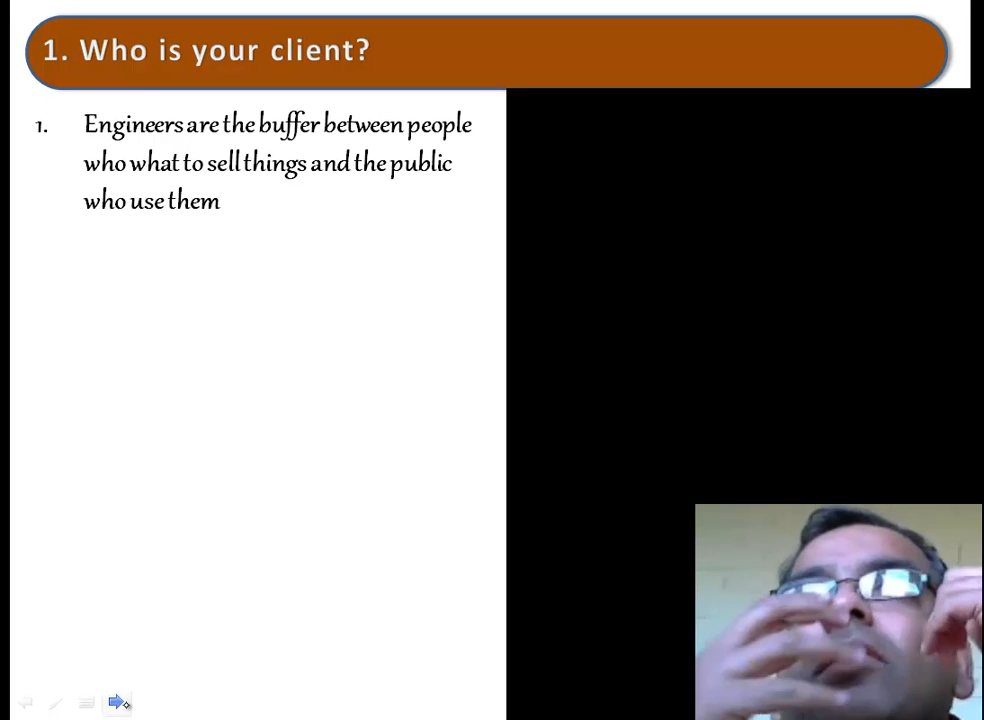 1. Who is your client?
1. Engineers are the buffer between people
who what to sell things and the public
who use them